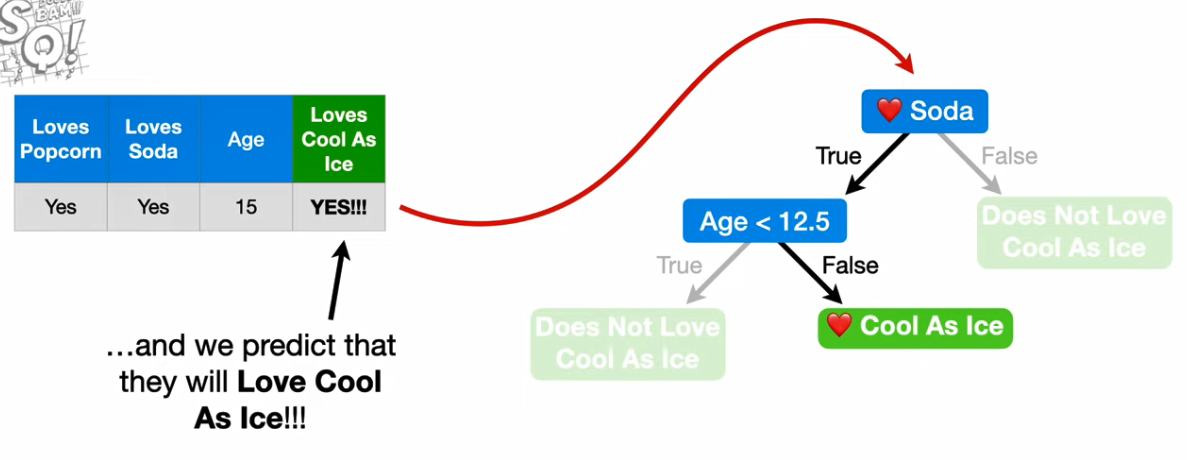 Loves Popcorn
Loves Soda
Age
Loves Cool As Ice
Yes
Yes
15
YES!!!
…and we predict that
they will Love Cool
As Ice!!!
❤️ Soda
True
False
Age < 12.5
Does Not Love
Cool As Ice
True
False
Does Not Love
Cool As Ice
❤️ Cool As Ice